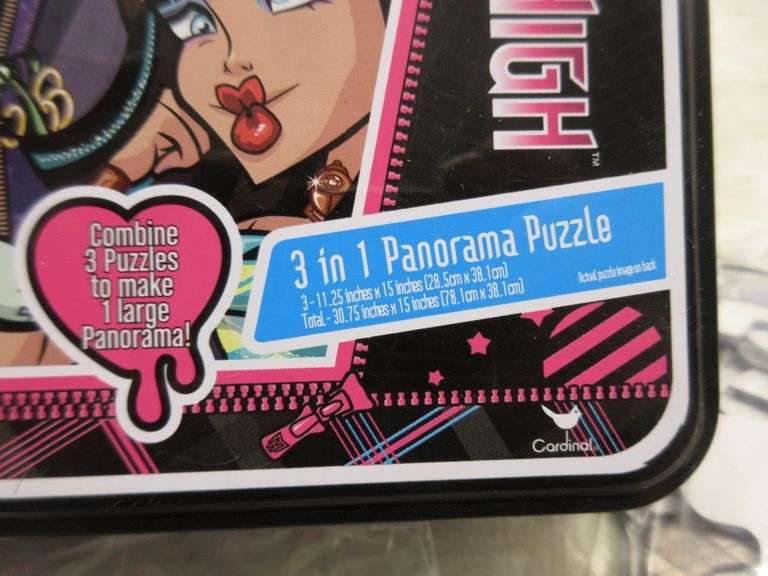 HIGH™
Combine
3 Puzzles
to make
1 large
Panorama!
3 in 1 Panorama Puzzle
3 - 11.25 inches x 15 inches (28.5cm x 38.1cm)
Total - 30.75 inches x 15 inches (78.1cm x 38.1cm)
Actual puzzle image on back
Cardinal